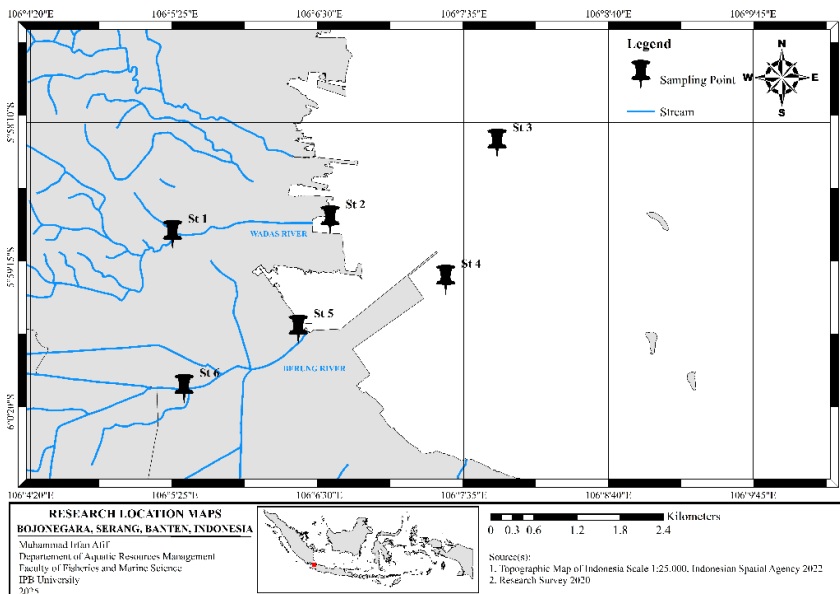 106°4'20"E 106°5'25"E 106°6'30"E 106°7'35"E 106°8'40"E 106°9'45"E
Legend
N
W E
S
Sampling Point
Stream
5°58'10"S
St 3
St 2
St 1
WADAS RIVER
5°59'15"S
St 4
St 5
BERUNG RIVER
St 6
6°0'20"S
106°4'20"E 106°5'25"E 106°6'30"E 106°7'35"E 106°8'40"E 106°9'45"E
RESEARCH LOCATION MAPS
BOJONEGARA, SERANG, BANTEN, INDONESIA
Muhammad Irfan Afif
Departement of Aquatic Resources Management
Faculty of Fisheries and Marine Science
IPB University
2025
Kilometers
0 0.3 0.6 1.2 1.8 2.4
Source(s):
1. Topographic Map of Indonesia Scale 1:25.000. Indonesian Spatial Agency 2022
2. Research Survey 2020